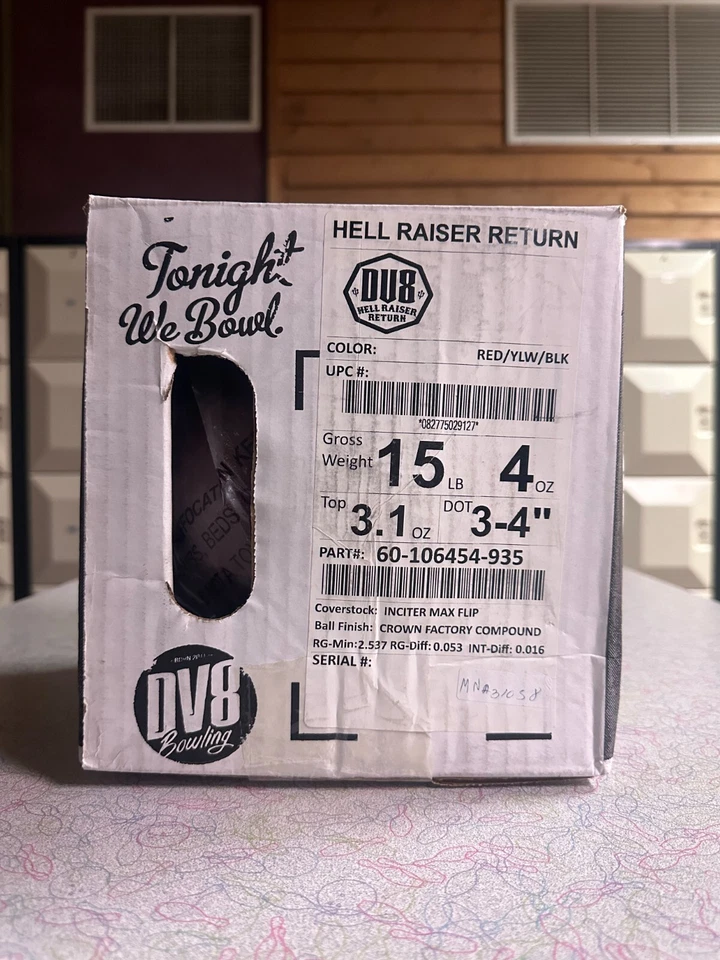 Tonight
We Bowl.
HELL RAISER RETURN
DV8
HELL RAISER
RETURN
COLOR: RED/YLW/BLK
UPC #:
*082775029127*
Gross
Weight 15 LB 4 OZ
Top 3.1 OZ DOT 3-4"
PART#: 60-106454-935
Coverstock: INCITER MAX FLIP
Ball Finish: CROWN FACTORY COMPOUND
RG-Min:2.537 RG-Diff: 0.053 INT-Diff: 0.016
SERIAL #:
DV8
Bowling